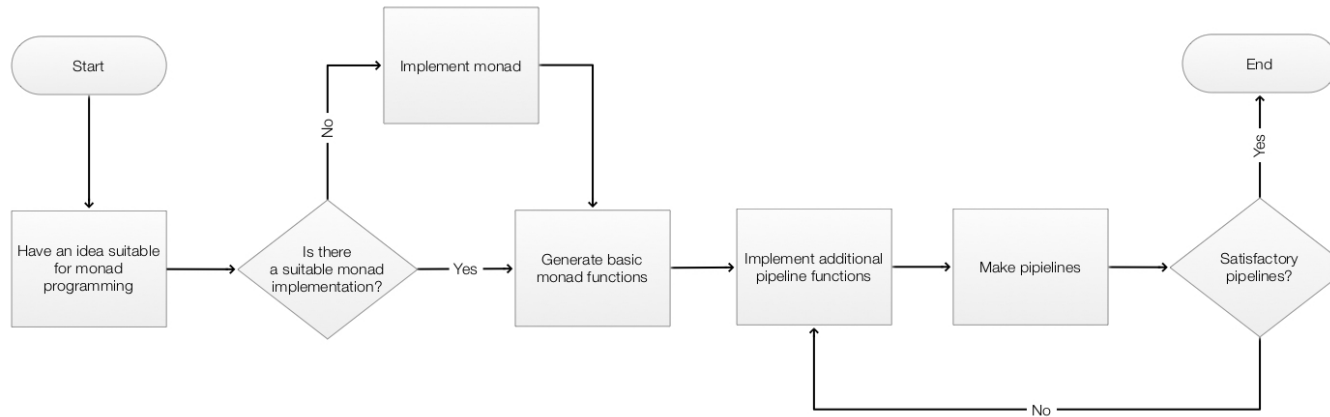 Start
Have an idea suitable
for monad
programming
Is there
a suitable monad
implementation?
No
Implement monad
Yes
Generate basic
monad functions
Implement additional
pipeline functions
Make pipielines
Satisfactory
pipelines?
Yes
End
No